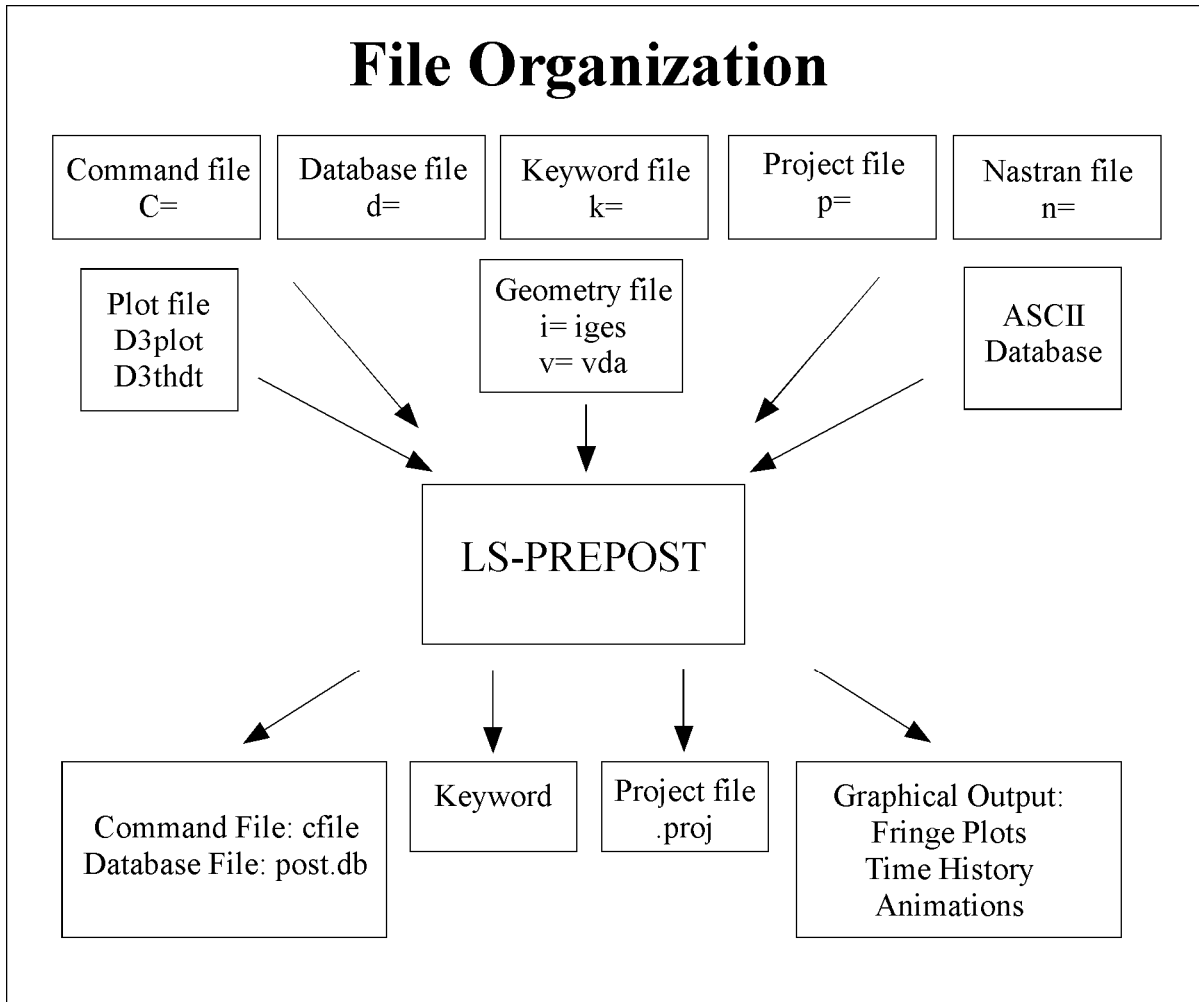 File Organization
Command file
C=
Database file
d=
Keyword file
k=
Project file
p=
Nastran file
n=
Plot file
D3plot
D3thdt
Geometry file
i= iges
v= vda
ASCII
Database
LS-PREPOST
Command File: cfile
Database File: post.db
Keyword
Project file
.proj
Graphical Output:
Fringe Plots
Time History
Animations